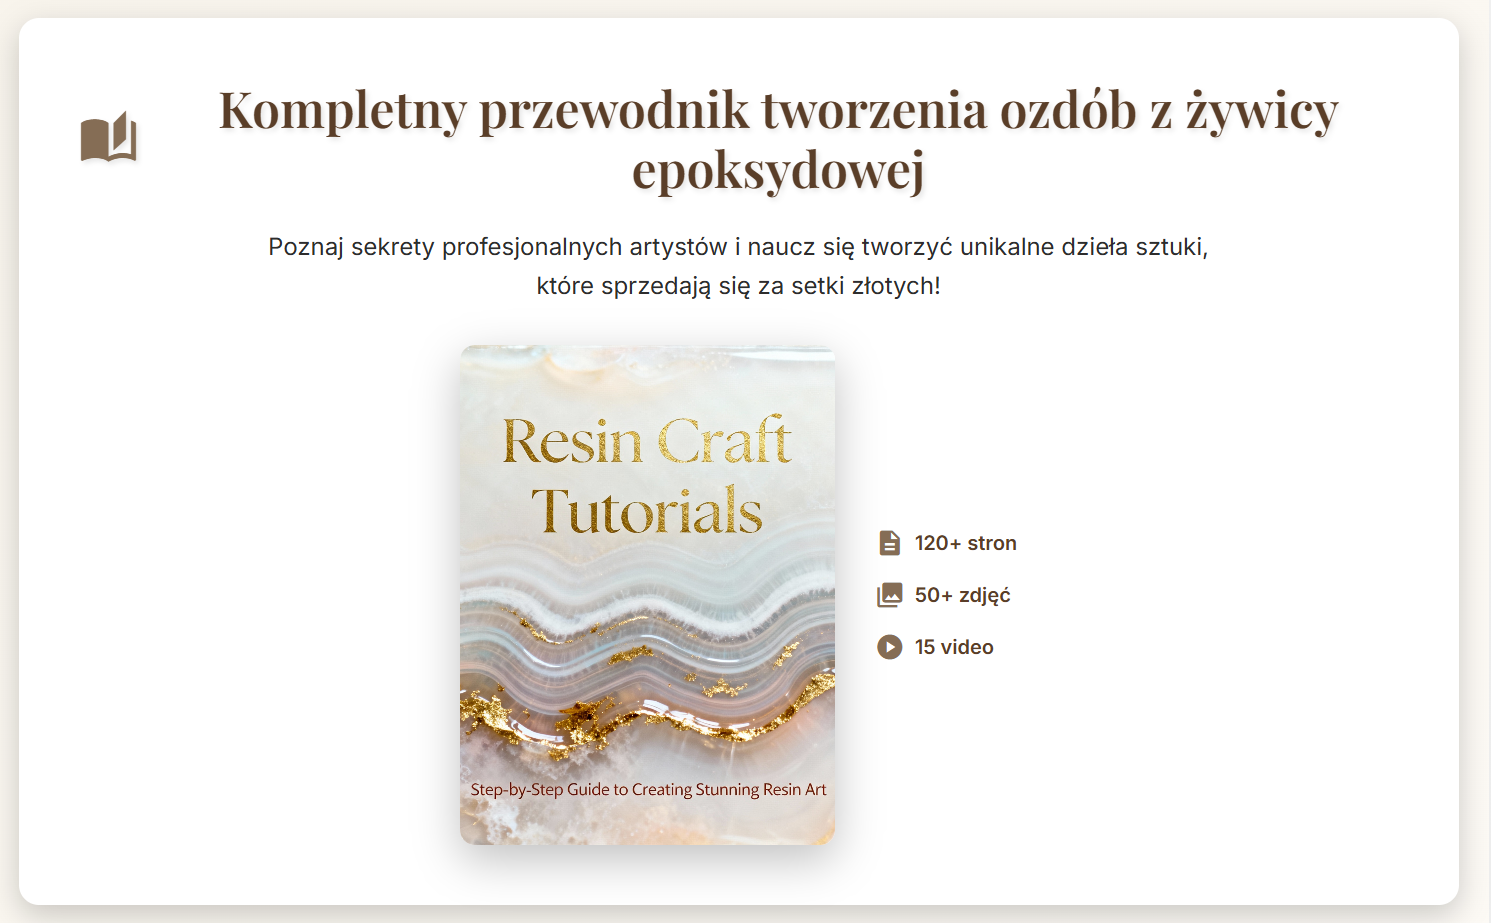 Kompletny przewodnik tworzenia ozdób z żywicy
epoksydowej
Poznaj sekrety profesjonalnych artystów i naucz się tworzyć unikalne dzieła sztuki,
które sprzedają się za setki złotych!
Resin Craft
Tutorials
Step-by-Step Guide to Creating Stunning Resin Art
120+ stron
50+ zdjęć
15 video